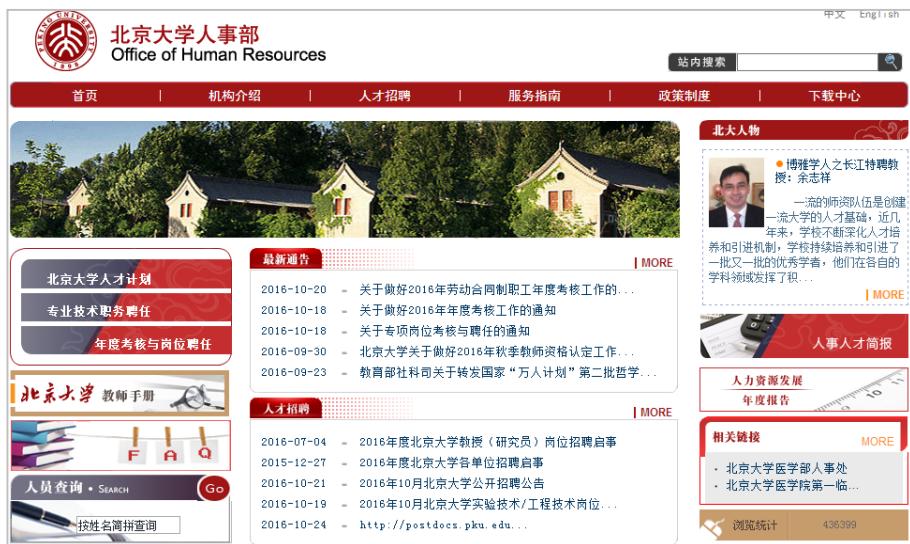 中文 English
北京大学人事部
Office of Human Resources
PEKING UNIVERSITY
1898
站内搜索
首页 | 机构介绍 | 人才招聘 | 服务指南 | 政策制度 | 下载中心
北京大学人才计划
专业技术职务聘任
年度考核与岗位聘任
北京大学 教师手册
FAQ
人员查询 • SEARCH Go
按姓名简拼查询
最新通告 | MORE
2016-10-20 - 关于做好2016年劳动合同制职工年度考核工作的...
2016-10-18 - 关于做好2016年年度考核工作的通知
2016-10-18 - 关于专项岗位考核与聘任的通知
2016-09-30 - 北京大学关于做好2016年秋季教师资格认定工作...
2016-09-23 - 教育部社科司关于转发国家“万人计划”第二批哲学...
人才招聘 | MORE
2016-07-04 - 2016年度北京大学教授（研究员）岗位招聘启事
2015-12-27 - 2016年度北京大学各单位招聘启事
2016-10-21 - 2016年10月北京大学公开招聘公告
2016-10-19 - 2016年10月北京大学实验技术/工程技术岗位...
2016-10-24 - http://postdocs.pku.edu...
北大人物
博雅学人之长江特聘教
授：余志祥
一流的师资队伍是创建
一流大学的人才基础，近几
年来，学校不断深化人才培
养和引进机制，学校持续培养和引进了
一批又一批的优秀学者，他们在各自的
学科领域发挥了积...
| MORE
人事人才简报
人力资源发展
年度报告
9 10 11
相关链接 MORE
· 北京大学医学部人事处
· 北京大学医学院第一临...
浏览统计 436399